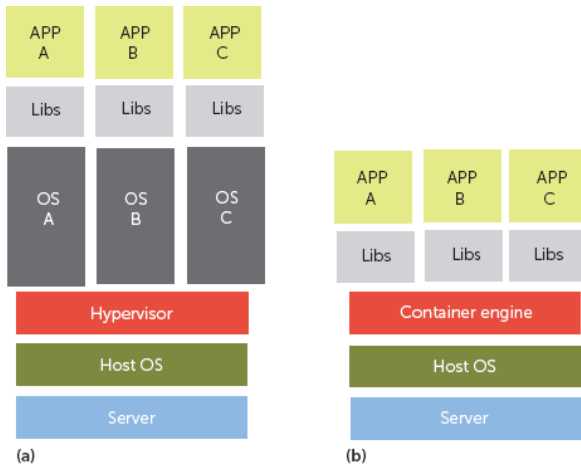 APP
A
APP
B
APP
C
Libs
Libs
Libs
OS
A
OS
B
OS
C
Hypervisor
Host OS
Server
(a)
APP
A
APP
B
APP
C
Libs
Libs
Libs
Container engine
Host OS
Server
(b)